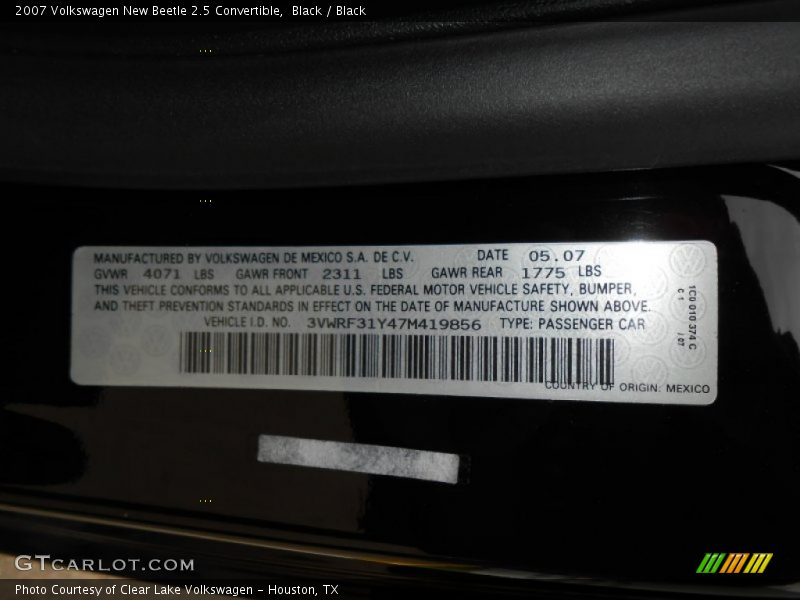 2007 Volkswagen New Beetle 2.5 Convertible,  Black / Black
MANUFACTURED BY VOLKSWAGEN DE MEXICO S.A. DE C.V. DATE 05.07
GVWR 4071 LBS GAWR FRONT 2311 LBS GAWR REAR 1775 LBS
THIS VEHICLE CONFORMS TO ALL APPLICABLE U.S. FEDERAL MOTOR VEHICLE SAFETY, BUMPER,
AND THEFT PREVENTION STANDARDS IN EFFECT ON THE DATE OF MANUFACTURE SHOWN ABOVE.
VEHICLE I.D. NO. 3VWRF31Y47M419856 TYPE: PASSENGER CAR
COUNTRY OF ORIGIN: MEXICO
1C0 010 374 G
C 1 / 07
GTCARLOT.COM
Photo Courtesy of Clear Lake Volkswagen - Houston, TX